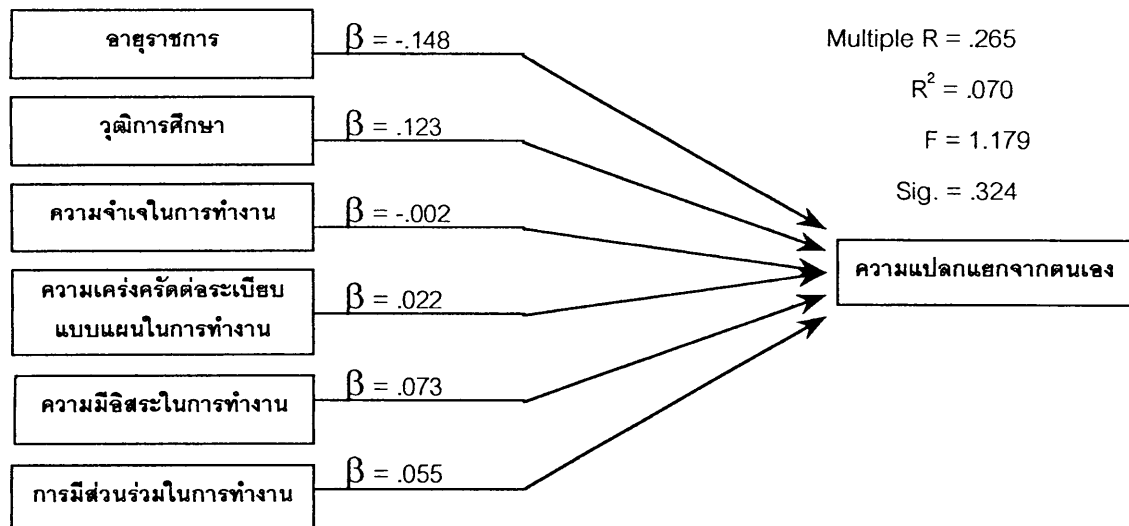 อายุราชการ
β = -.148
วุฒิการศึกษา
β = .123
ความจำเจในการทำงาน
β = -.002
ความเคร่งครัดต่อระเบียบ
แบบแผนในการทำงาน
β = .022
ความมีอิสระในการทำงาน
β = .073
การมีส่วนร่วมในการทำงาน
β = .055
Multiple R = .265
R² = .070
F = 1.179
Sig. = .324
ความแปลกแยกจากตนเอง